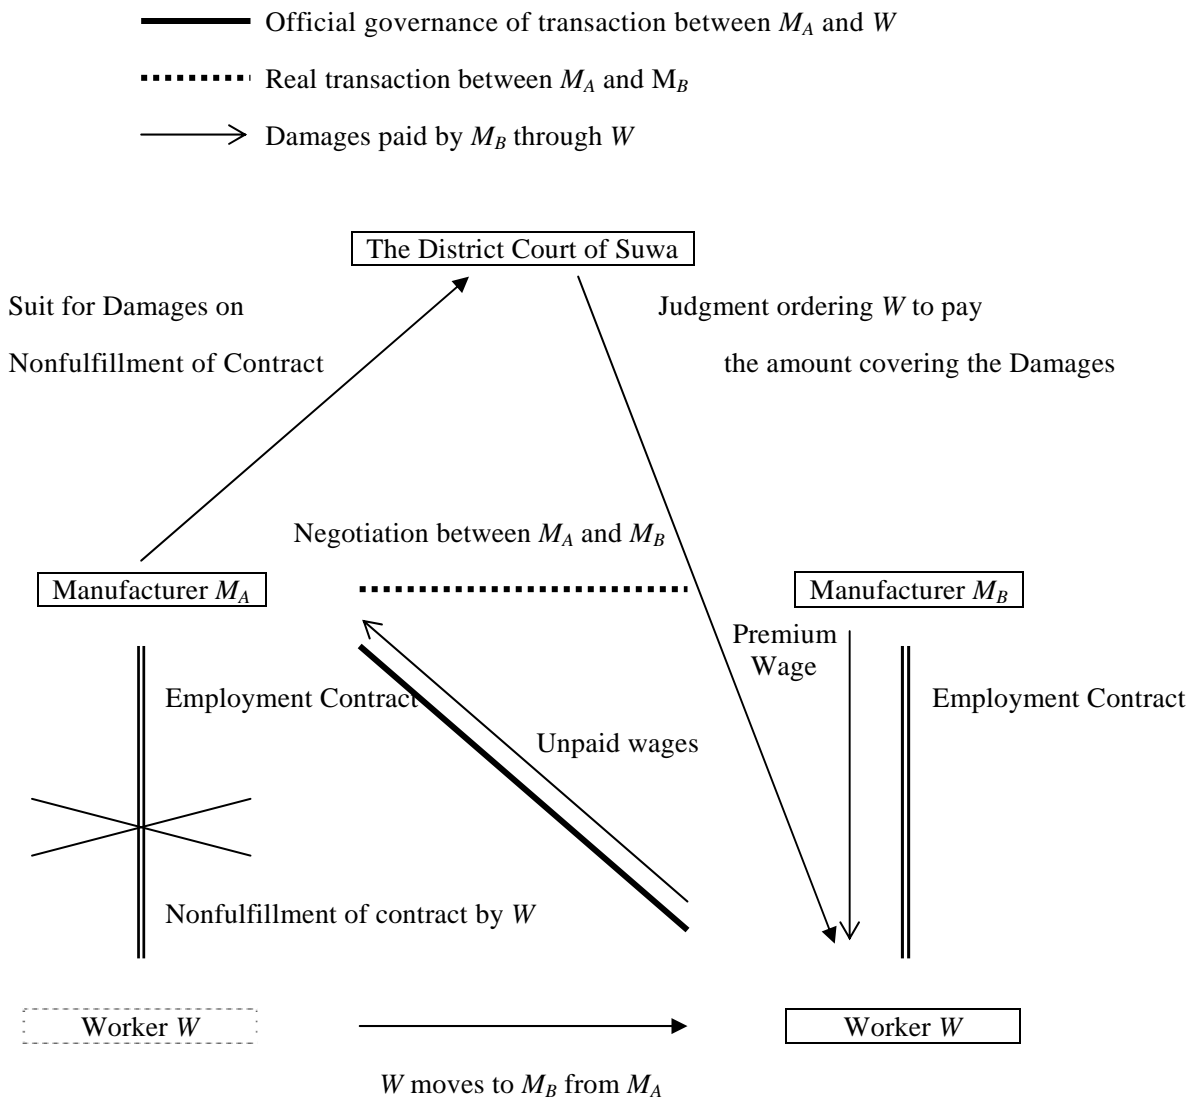 Official governance of transaction between M_A and W
Real transaction between M_A and M_B
Damages paid by M_B through W
The District Court of Suwa
Suit for Damages on
Nonfulfillment of Contract
Judgment ordering W to pay
the amount covering the Damages
Negotiation between M_A and M_B
Manufacturer M_A
Manufacturer M_B
Premium
Wage
Employment Contract
Employment Contract
Unpaid wages
Nonfulfillment of contract by W
Worker W
Worker W
W moves to M_B from M_A